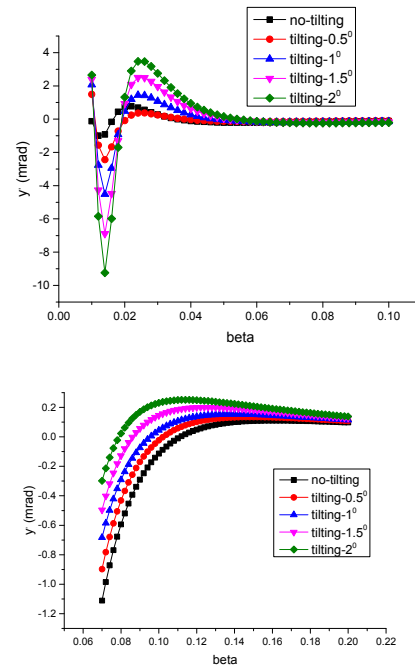 no-tilting
tilting-0.5⁰
tilting-1⁰
tilting-1.5⁰
tilting-2⁰
4
2
0
-2
-4
-6
-8
-10
y' (mrad)
0.00 0.02 0.04 0.06 0.08 0.10
beta
0.2
0.0
-0.2
-0.4
-0.6
-0.8
-1.0
-1.2
y' (mrad)
no-tilting
tilting-0.5⁰
tilting-1⁰
tilting-1.5⁰
tilting-2⁰
0.06 0.08 0.10 0.12 0.14 0.16 0.18 0.20 0.22
beta